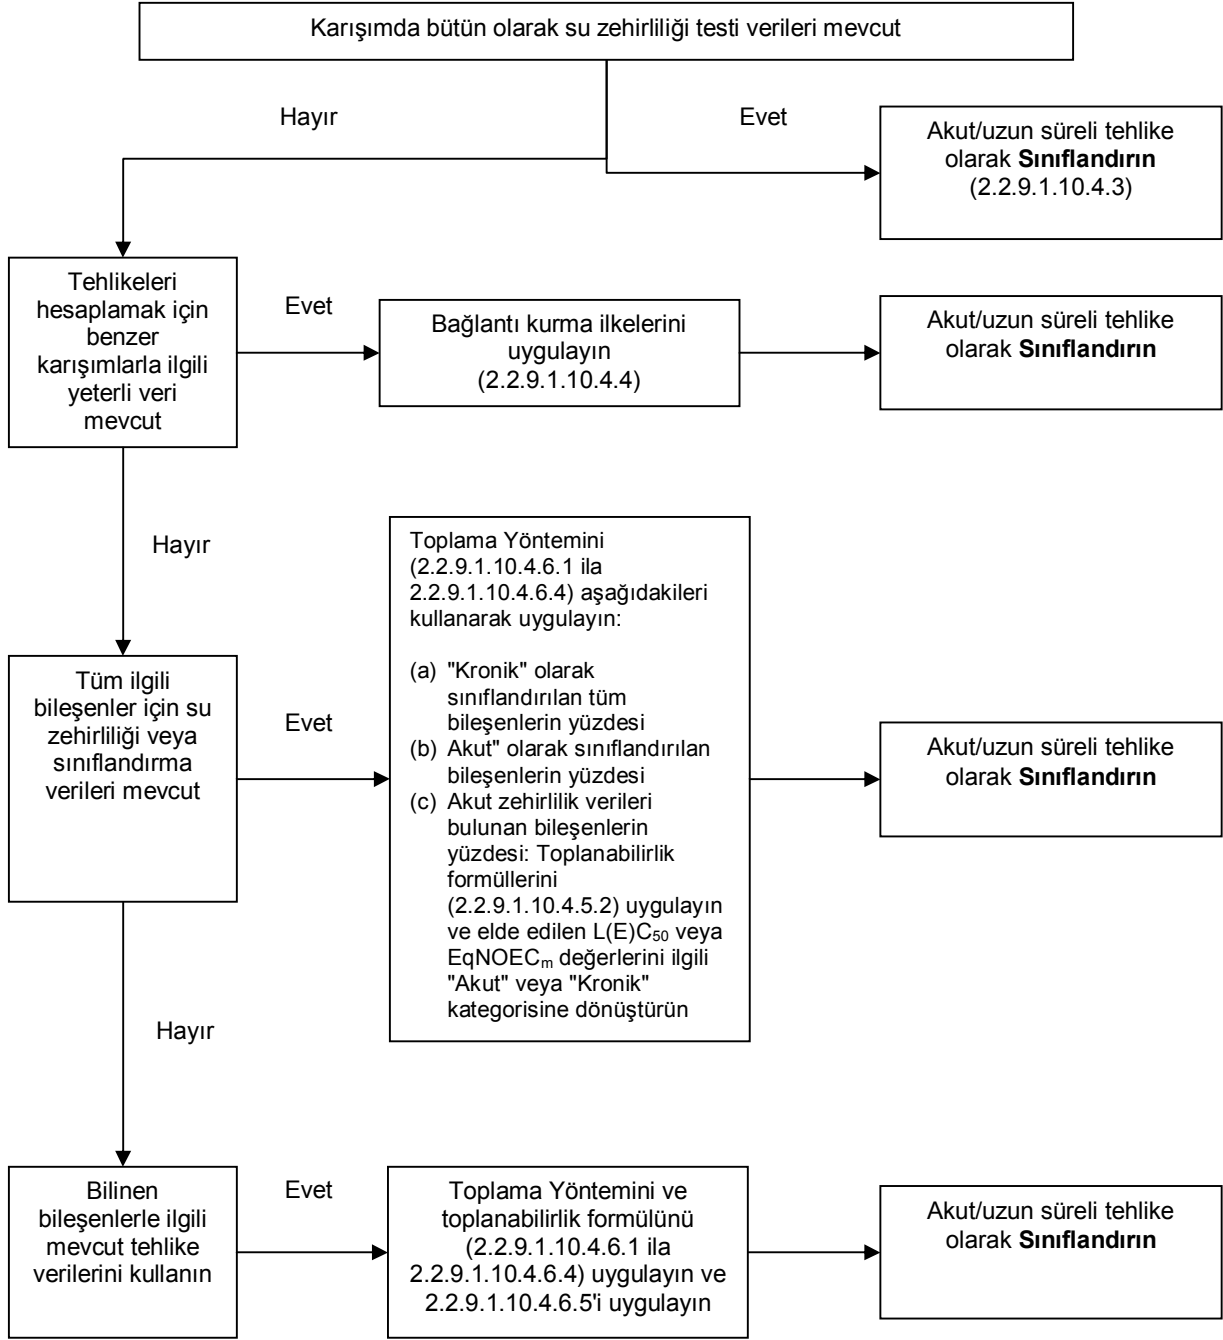 Karışımda bütün olarak su zehirliliği testi verileri mevcut
Hayır
Evet
Akut/uzun süreli tehlike
olarak Sınıflandırın
(2.2.9.1.10.4.3)
Tehlikeleri
hesaplamak için
benzer
karışımlarla ilgili
yeterli veri
mevcut
Evet
Bağlantı kurma ilkelerini
uygulayın
(2.2.9.1.10.4.4)
Akut/uzun süreli tehlike
olarak Sınıflandırın
Hayır
Tüm ilgili
bileşenler için su
zehirliliği veya
sınıflandırma
verileri mevcut
Evet
Toplama Yöntemini
(2.2.9.1.10.4.6.1 ila
2.2.9.1.10.4.6.4) aşağıdakileri
kullanarak uygulayın:
(a) "Kronik" olarak
sınıflandırılan tüm
bileşenlerin yüzdesi
(b) Akut" olarak sınıflandırılan
bileşenlerin yüzdesi
(c) Akut zehirlilik verileri
bulunan bileşenlerin
yüzdesi: Toplanabilirlik
formüllerini
(2.2.9.1.10.4.5.2) uygulayın
ve elde edilen L(E)C₅₀ veya
EqNOECₘ değerlerini ilgili
"Akut" veya "Kronik"
kategorisine dönüştürün
Akut/uzun süreli tehlike
olarak Sınıflandırın
Hayır
Bilinen
bileşenlerle ilgili
mevcut tehlike
verilerini kullanın
Evet
Toplama Yöntemini ve
toplanabilirlik formülünü
(2.2.9.1.10.4.6.1 ila
2.2.9.1.10.4.6.4) uygulayın ve
2.2.9.1.10.4.6.5'i uygulayın
Akut/uzun süreli tehlike
olarak Sınıflandırın